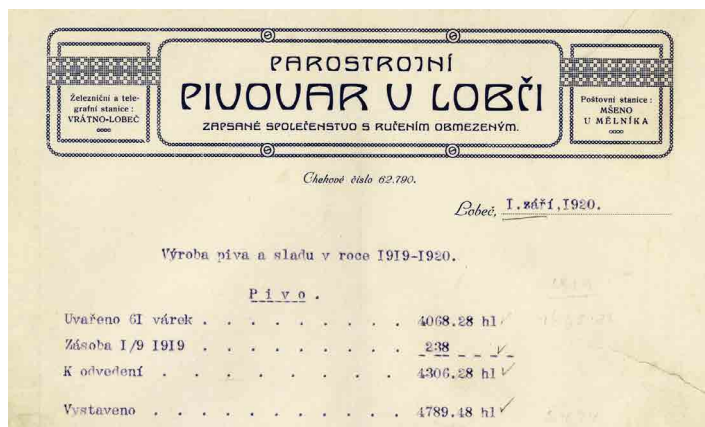 PAROSTROJNÍ
PIVOVAR V LOBČI
ZAPSANÉ SPOLEČENSTVO S RUČENÍM OBMEZENÝM.
Železniční a tele-
grafní stanice :
VRÁTNO-LOBEČ
Poštovní stanice :
MŠENO
U MĚLNÍKA
Chekové číslo 62.790.
Lobeč, I.září,I920.
Výroba piva a sladu v roce I9I9-I920.
Pivo.
Uvařeno 6I várek . . . . . . . . . 4068.28 hl
Zásoba I/9 I9I9 . . . . . . . . . 238
K odvedení . . . . . . . . . . 4306.28 hl
Vystaveno . . . . . . . . . . . 4789.48 hl